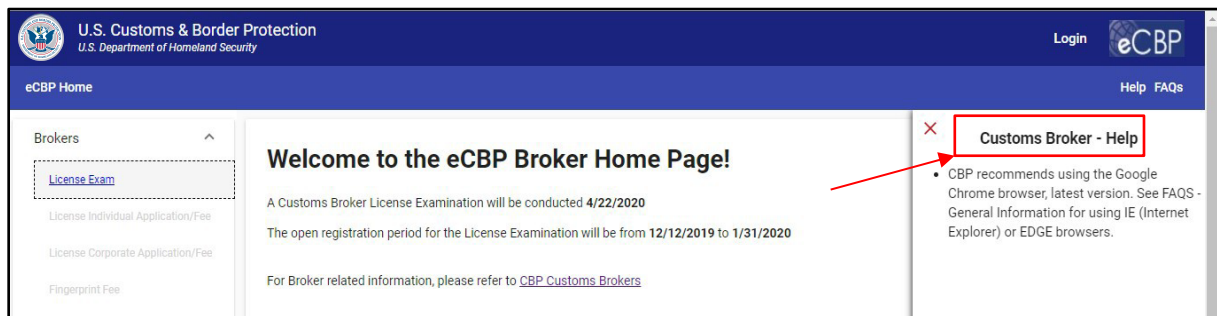 U.S. Customs & Border Protection
U.S. Department of Homeland Security
Login
eCBP
eCBP Home
Help FAQs
Brokers
License Exam
License Individual Application/Fee
License Corporate Application/Fee
Fingerprint Fee
Welcome to the eCBP Broker Home Page!
A Customs Broker License Examination will be conducted 4/22/2020
The open registration period for the License Examination will be from 12/12/2019 to 1/31/2020
For Broker related information, please refer to CBP Customs Brokers
Customs Broker - Help
• CBP recommends using the Google
Chrome browser, latest version. See FAQS -
General Information for using IE (Internet
Explorer) or EDGE browsers.